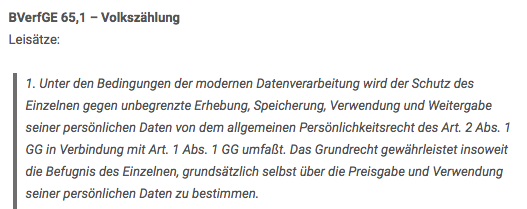 BVerfGE 65,1 – Volkszählung
Leisätze:
1. Unter den Bedingungen der modernen Datenverarbeitung wird der Schutz des
Einzelnen gegen unbegrenzte Erhebung, Speicherung, Verwendung und Weitergabe
seiner persönlichen Daten von dem allgemeinen Persönlichkeitsrecht des Art. 2 Abs. 1
GG in Verbindung mit Art. 1 Abs. 1 GG umfaßt. Das Grundrecht gewährleistet insoweit
die Befugnis des Einzelnen, grundsätzlich selbst über die Preisgabe und Verwendung
seiner persönlichen Daten zu bestimmen.